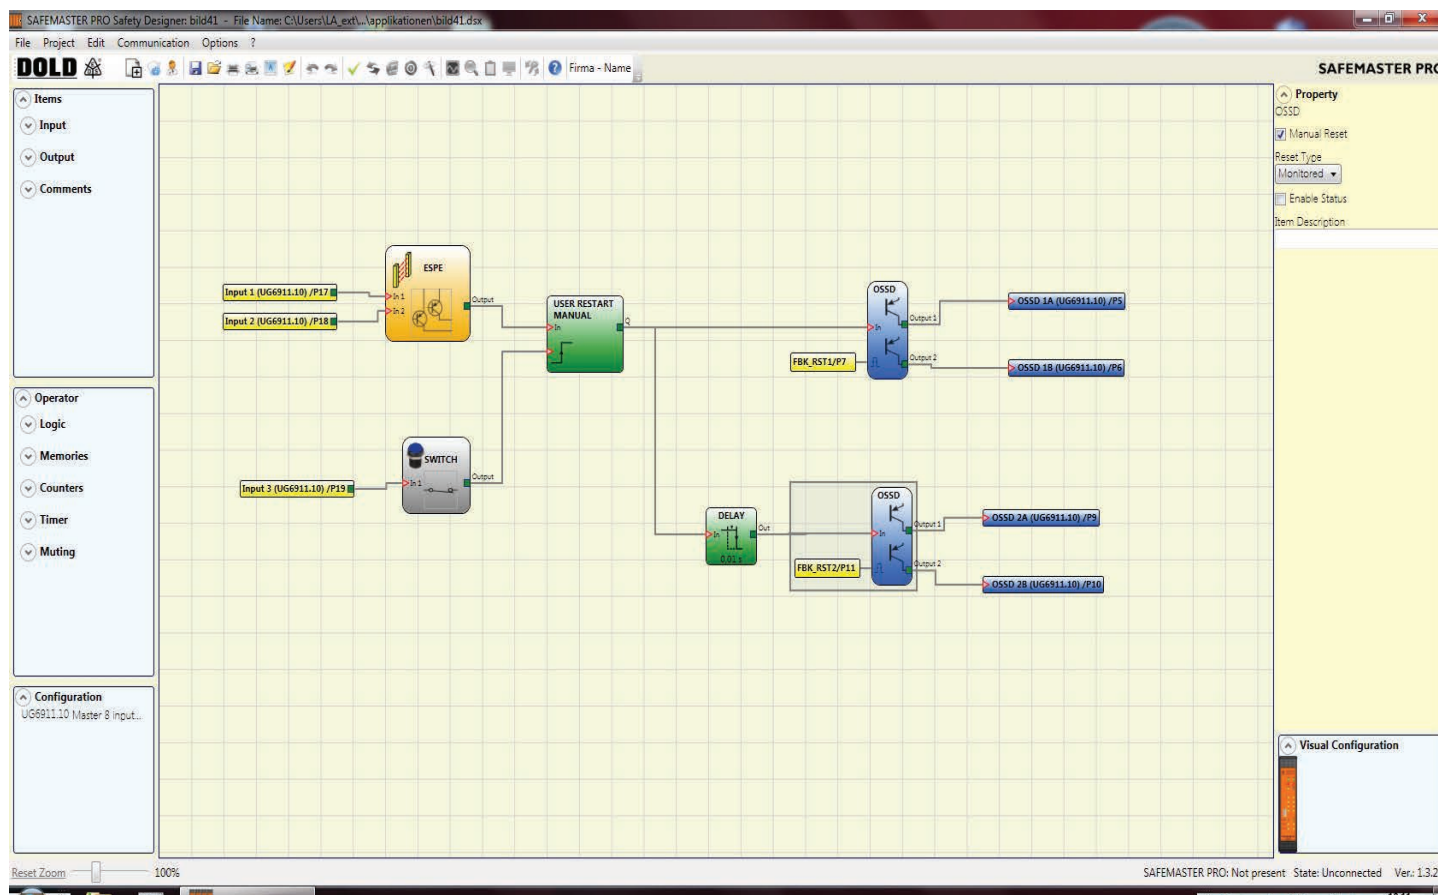 SAFEMASTER PRO Safety Designer: bild41 - File Name: C:\Users\LA_ext\...\applikationen\bild41.dsx
File Project Edit Communication Options ?
DOLD
Firma - Name
SAFEMASTER PRO
Items
Input
Output
Comments
Operator
Logic
Memories
Counters
Timer
Muting
Configuration
UG6911.10 Master 8 input...
Input 1 (UG6911.10) /P17
Input 2 (UG6911.10) /P18
ESPE
In 1
In 2
Output
USER RESTART
MANUAL
In
Q
Input 3 (UG6911.10) /P19
SWITCH
In 1
Output
OSSD
In
Output 1
Output 2
FBK_RST1/P7
OSSD 1A (UG6911.10) /P5
OSSD 1B (UG6911.10) /P6
DELAY
In
Out
0.01 s
OSSD
In
Output 1
Output 2
FBK_RST2/P11
OSSD 2A (UG6911.10) /P9
OSSD 2B (UG6911.10) /P10
Property
OSSD
Manual Reset
Reset Type
Monitored
Enable Status
Item Description
Visual Configuration
Reset Zoom
100%
SAFEMASTER PRO: Not present State: Unconnected Ver.: 1.3.2